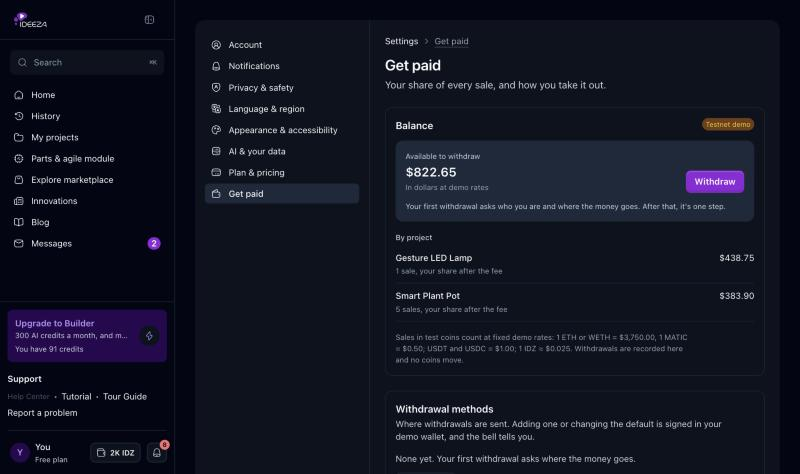 IDEEZA
Search
⌘K
Home
History
My projects
Parts & agile module
Explore marketplace
Innovations
Blog
Messages
2
Upgrade to Builder
300 AI credits a month, and m...
You have 91 credits
Support
Help Center • Tutorial • Tour Guide
Report a problem
Y
You
Free plan
2K IDZ
6
Account
Notifications
Privacy & safety
Language & region
Appearance & accessibility
AI & your data
Plan & pricing
Get paid
Settings > Get paid
Get paid
Your share of every sale, and how you take it out.
Balance
Testnet demo
Available to withdraw
$822.65
In dollars at demo rates
Withdraw
Your first withdrawal asks who you are and where the money goes. After that, it's one step.
By project
Gesture LED Lamp
$438.75
1 sale, your share after the fee
Smart Plant Pot
$383.90
5 sales, your share after the fee
Sales in test coins count at fixed demo rates: 1 ETH or WETH = $3,750.00, 1 MATIC
= $0.50; USDT and USDC = $1.00; 1 IDZ = $0.025. Withdrawals are recorded here
and no coins move.
Withdrawal methods
Where withdrawals are sent. Adding one or changing the default is signed in your
demo wallet, and the bell tells you.
None yet. Your first withdrawal asks where the money goes.